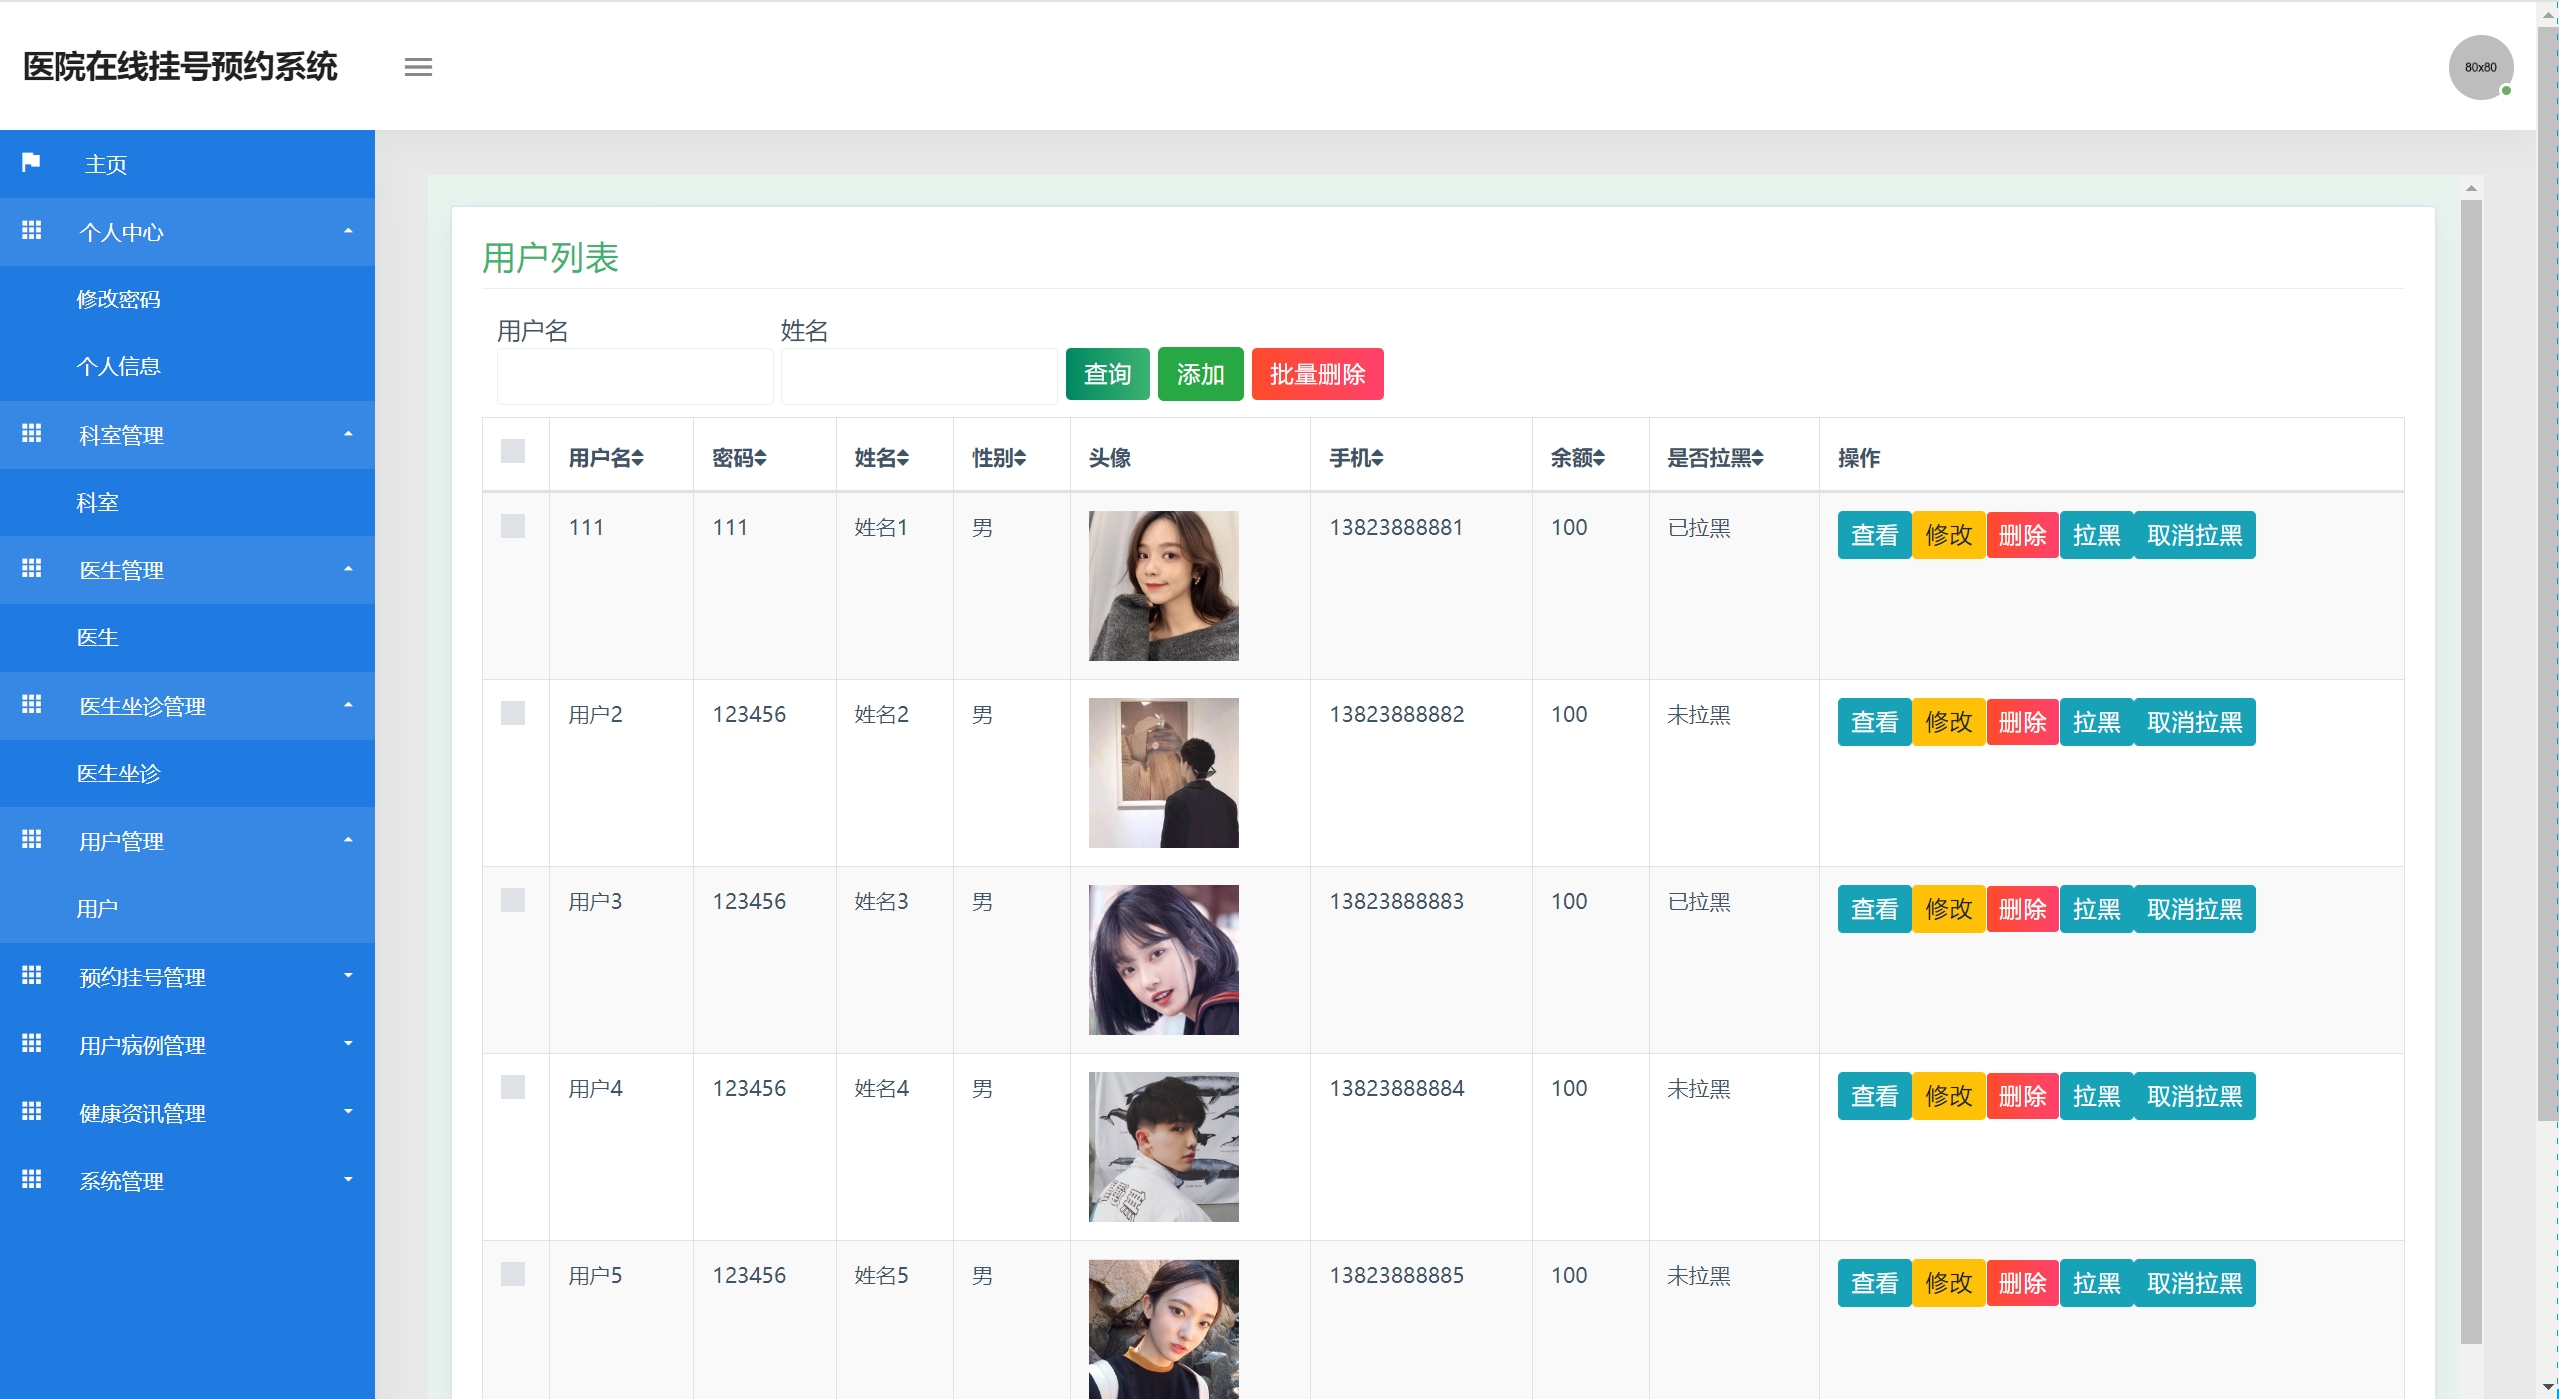 医院在线挂号预约系统
80x80
主页
个人中心
修改密码
个人信息
科室管理
科室
医生管理
医生
医生坐诊管理
医生坐诊
用户管理
用户
预约挂号管理
用户病例管理
健康资讯管理
系统管理
用户列表
用户名 姓名
查询 添加 批量删除
用户名 密码 姓名 性别 头像 手机 余额 是否拉黑 操作
111 111 姓名1 男 13823888881 100 已拉黑 查看 修改 删除 拉黑 取消拉黑
用户2 123456 姓名2 男 13823888882 100 未拉黑 查看 修改 删除 拉黑 取消拉黑
用户3 123456 姓名3 男 13823888883 100 已拉黑 查看 修改 删除 拉黑 取消拉黑
用户4 123456 姓名4 男 13823888884 100 未拉黑 查看 修改 删除 拉黑 取消拉黑
用户5 123456 姓名5 男 13823888885 100 未拉黑 查看 修改 删除 拉黑 取消拉黑